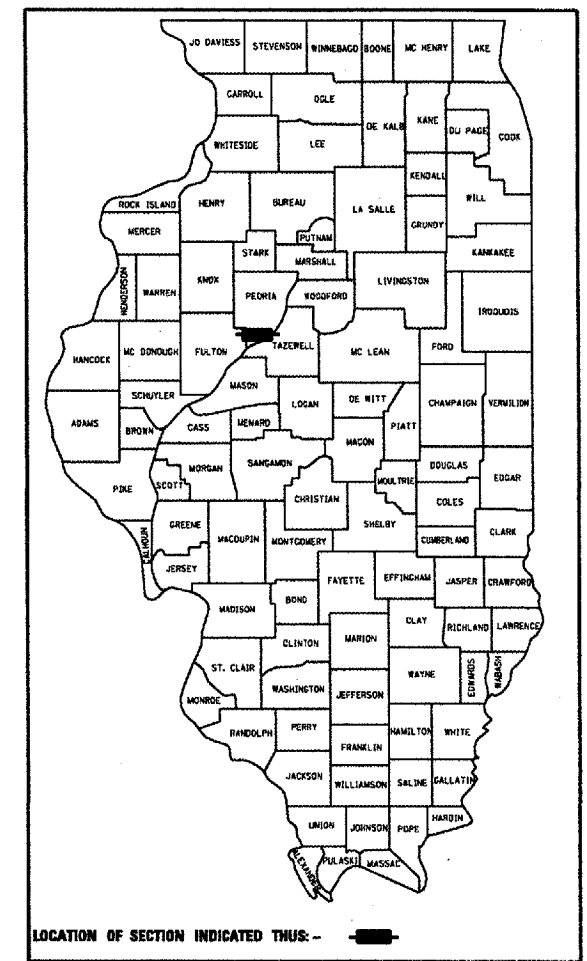 JO DAVIESS STEVENSON WINNEBAGO BOONE MC HENRY LAKE
CARROLL OGLE DE KALB KANE DU PAGE COOK
WHITESIDE LEE
KENDALL WILL
ROCK ISLAND HENRY BUREAU LA SALLE GRUNDY
MERCER PUTNAM
STARK MARSHALL KANKAKEE
HENDERSON WARREN KNOX PEORIA WOODFORD LIVINGSTON IROQUOIS
HANCOCK MC DONOUGH FULTON TAZEWELL MC LEAN FORD
MASON
SCHUYLER LOGAN DE WITT CHAMPAIGN VERMILION
ADAMS BROWN CASS MENARD MACON PIATT
MORGAN SANGAMON DOUGLAS EDGAR
PIKE SCOTT CHRISTIAN MOULTRIE COLES
GREENE MACOUPIN MONTGOMERY SHELBY CUMBERLAND CLARK
CALHOUN JERSEY FAYETTE EFFINGHAM JASPER CRAWFORD
MADISON BOND CLAY RICHLAND LAWRENCE
CLINTON MARION
ST. CLAIR WAYNE EDWARDS WABASH
MONROE WASHINGTON JEFFERSON
RANDOLPH PERRY HAMILTON WHITE
FRANKLIN
JACKSON WILLIAMSON SALINE GALLATIN
UNION JOHNSON POPE HARDIN
ALEXANDER PULASKI MASSAC
LOCATION OF SECTION INDICATED THUS:-